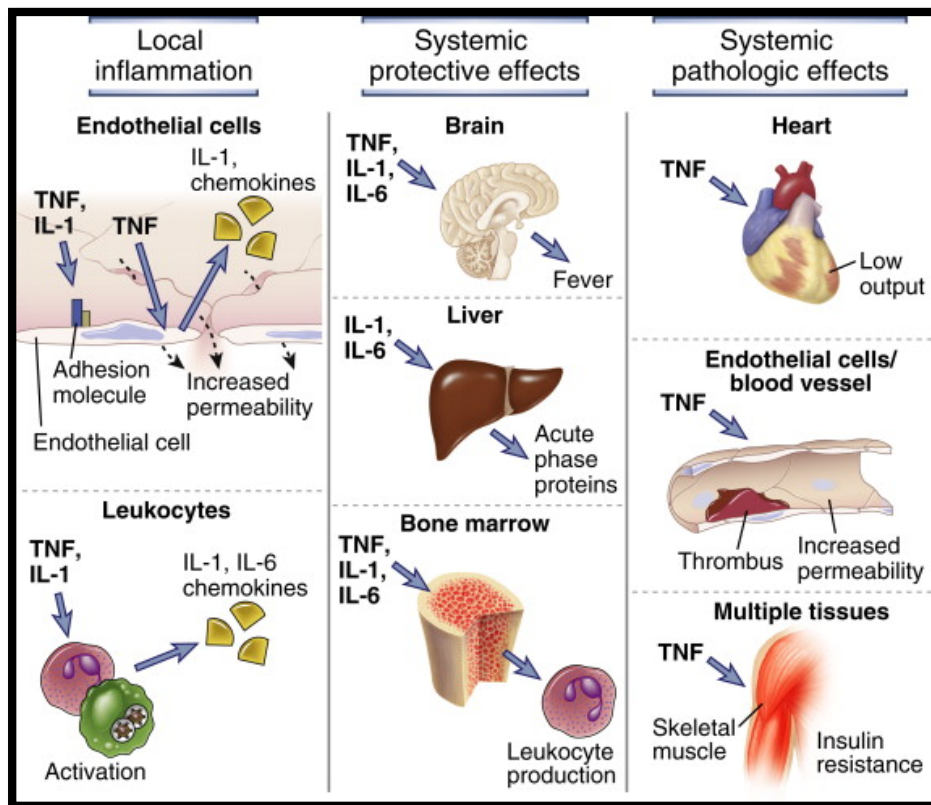 Local
inflammation
Endothelial cells
IL-1,
chemokines
TNF,
IL-1
TNF
Adhesion
molecule
Increased
permeability
Endothelial cell
Leukocytes
TNF,
IL-1
IL-1, IL-6
chemokines
Activation
Systemic
protective effects
Brain
TNF,
IL-1,
IL-6
Fever
Liver
IL-1,
IL-6
Acute
phase
proteins
Bone marrow
TNF,
IL-1,
IL-6
Leukocyte
production
Systemic
pathologic effects
Heart
TNF
Low
output
Endothelial cells/
blood vessel
TNF
Thrombus
Increased
permeability
Multiple tissues
TNF
Skeletal
muscle
Insulin
resistance